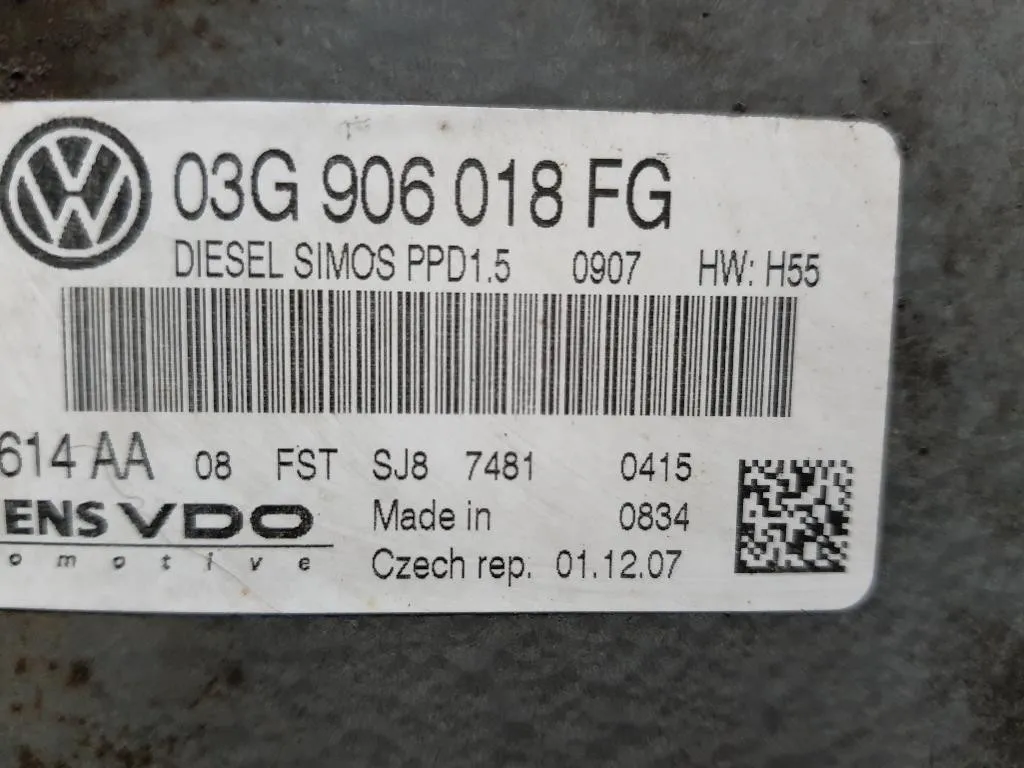 03G 906 018 FG
DIESEL SIMOS PPD1.5 0907 HW: H55
614 AA 08 FST SJ8 7481 0415
ENS VDO Made in 0834
omotive Czech rep. 01.12.07